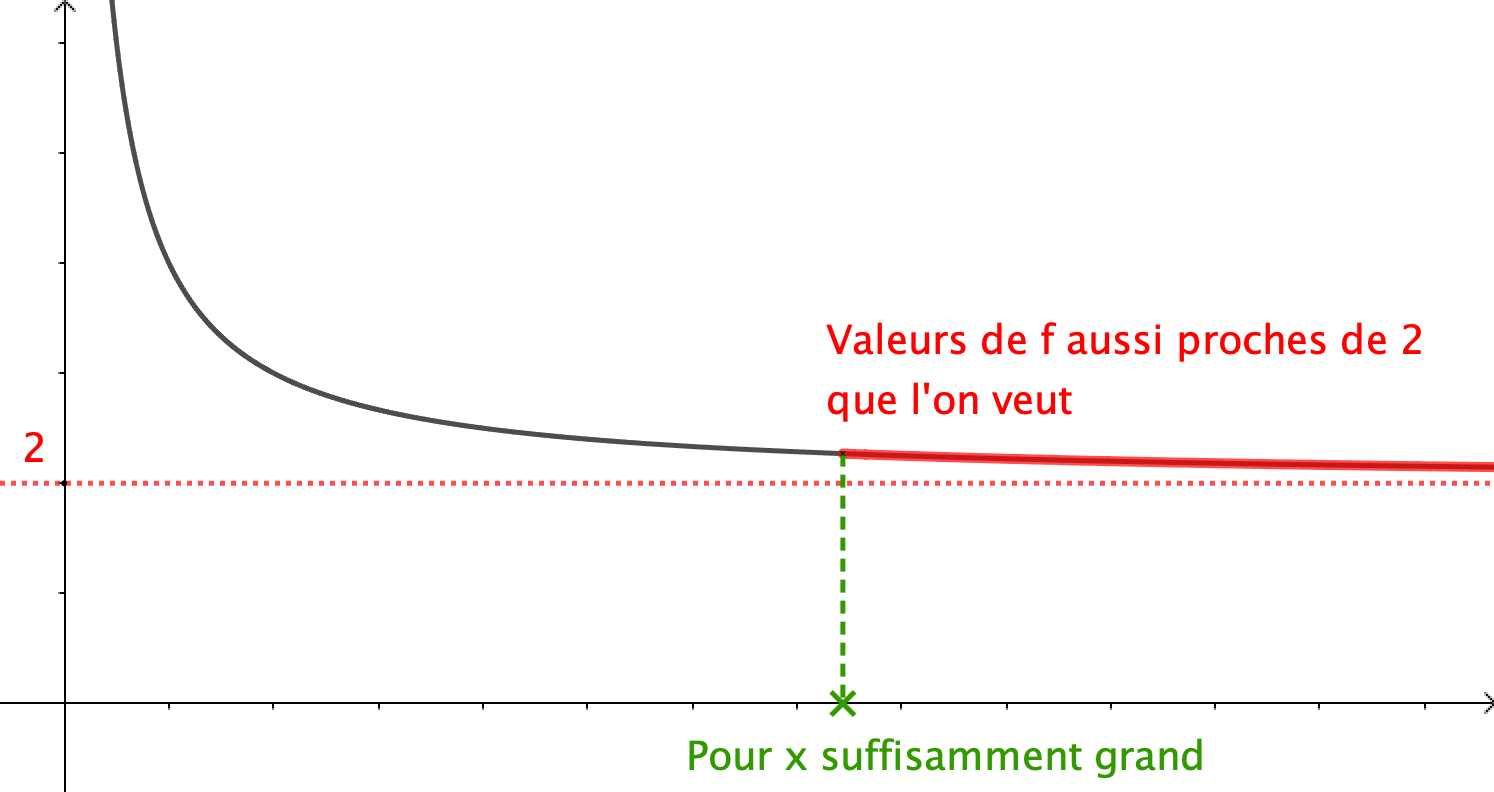 Valeurs de f aussi proches de 2
que l'on veut
2
Pour x suffisamment grand